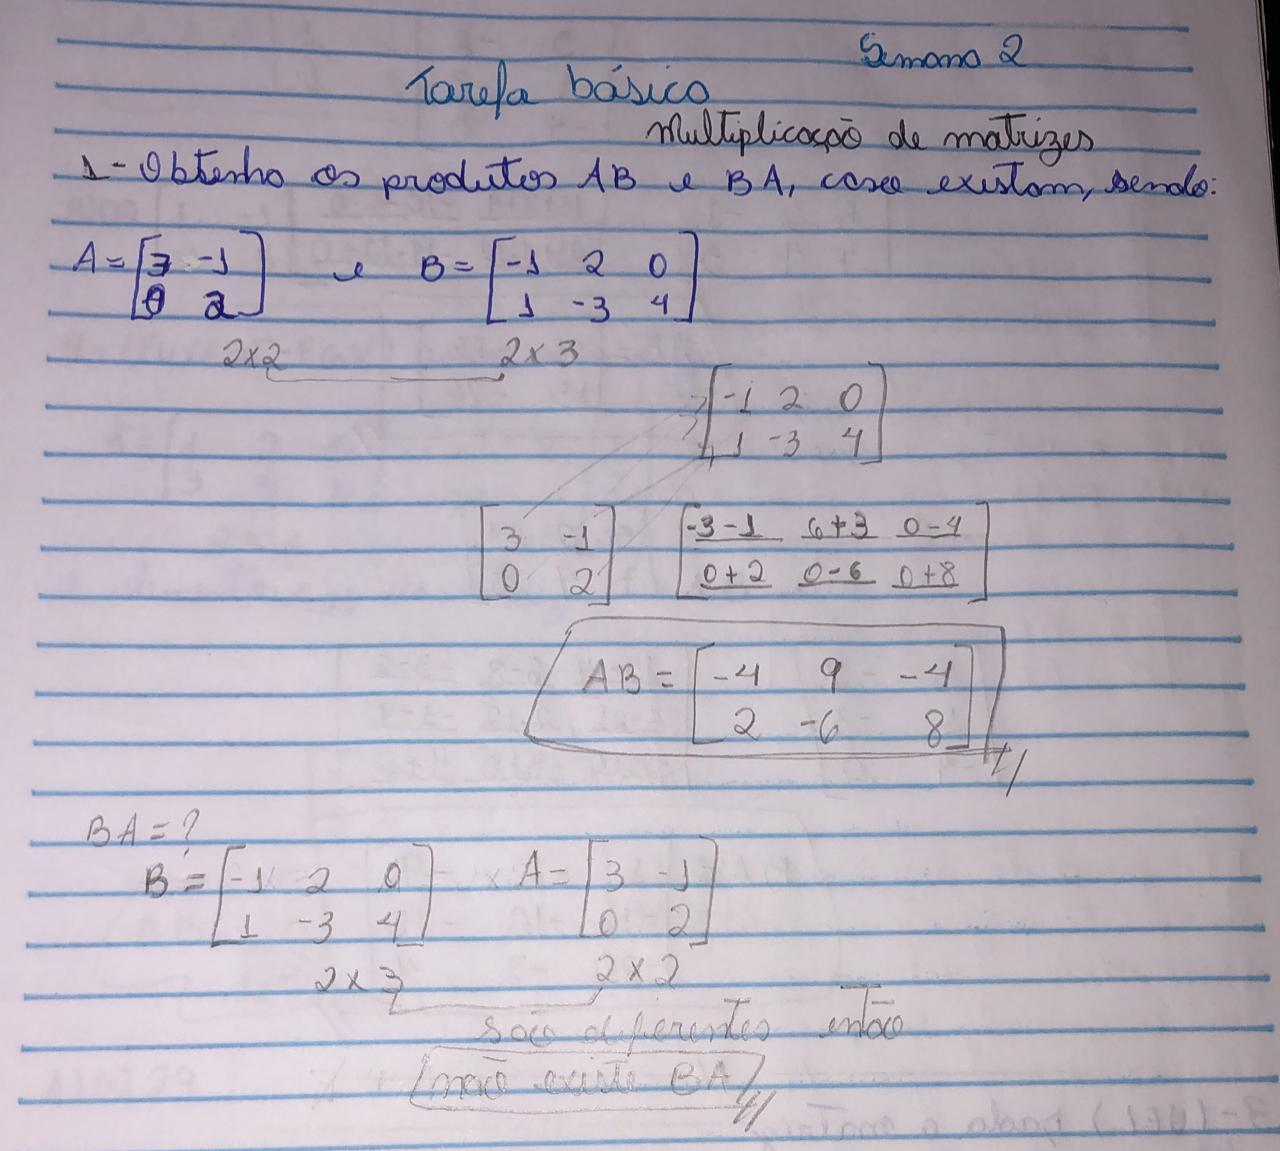 Semana 2
Tarefa básica
Multiplicação de matrizes
1- Obtenha os produtos AB e BA, caso existam, sendo:
A = [3 -1] e B = [-1 2 0]
[0 2] [1 -3 4]
2x2 2x3
[-1 2 0]
[1 -3 4]
[3 -1] [-3-1 6+3 0-4]
[0 2] [0+2 0-6 0+8]
AB = [-4 9 -4]
[2 -6 8]
BA = ?
B = [-1 2 0] x A = [3 -1]
[1 -3 4] [0 2]
2x3 2x2
são diferentes então
não existe BA